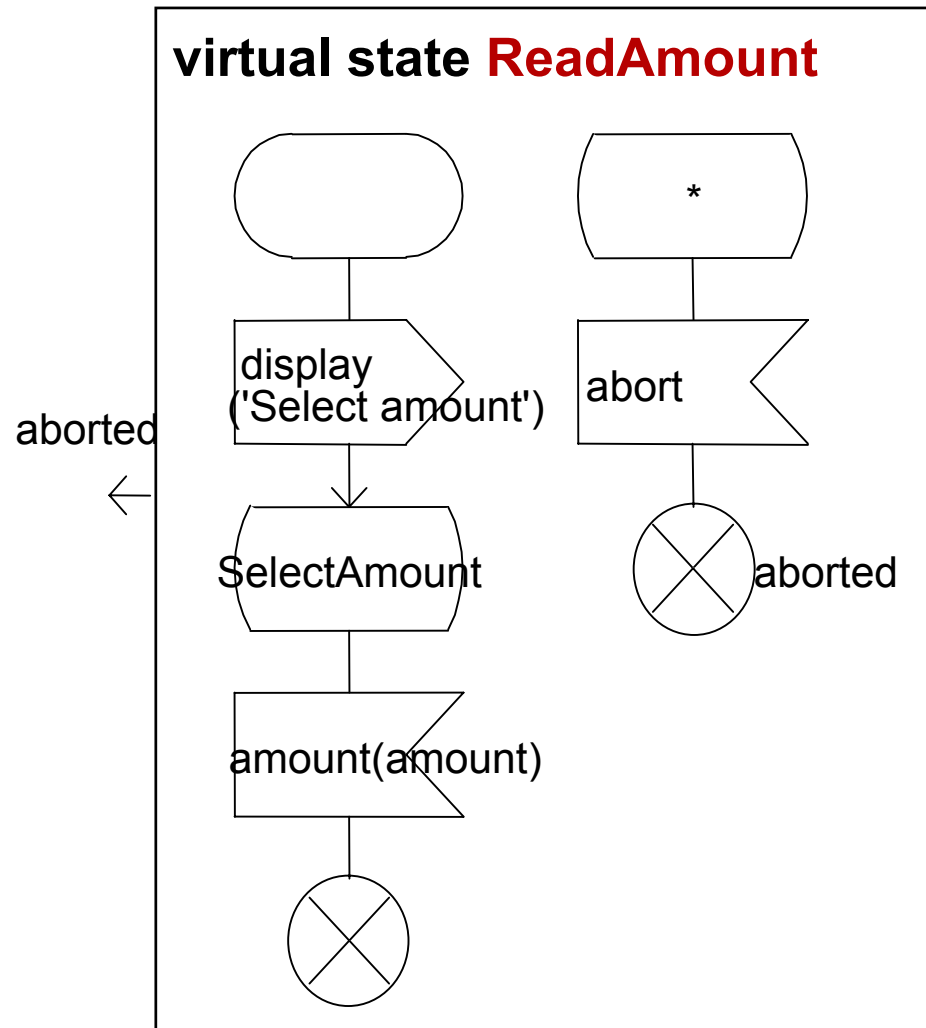 virtual state ReadAmount
*
display
('Select amount')
abort
aborted
SelectAmount
aborted
amount(amount)